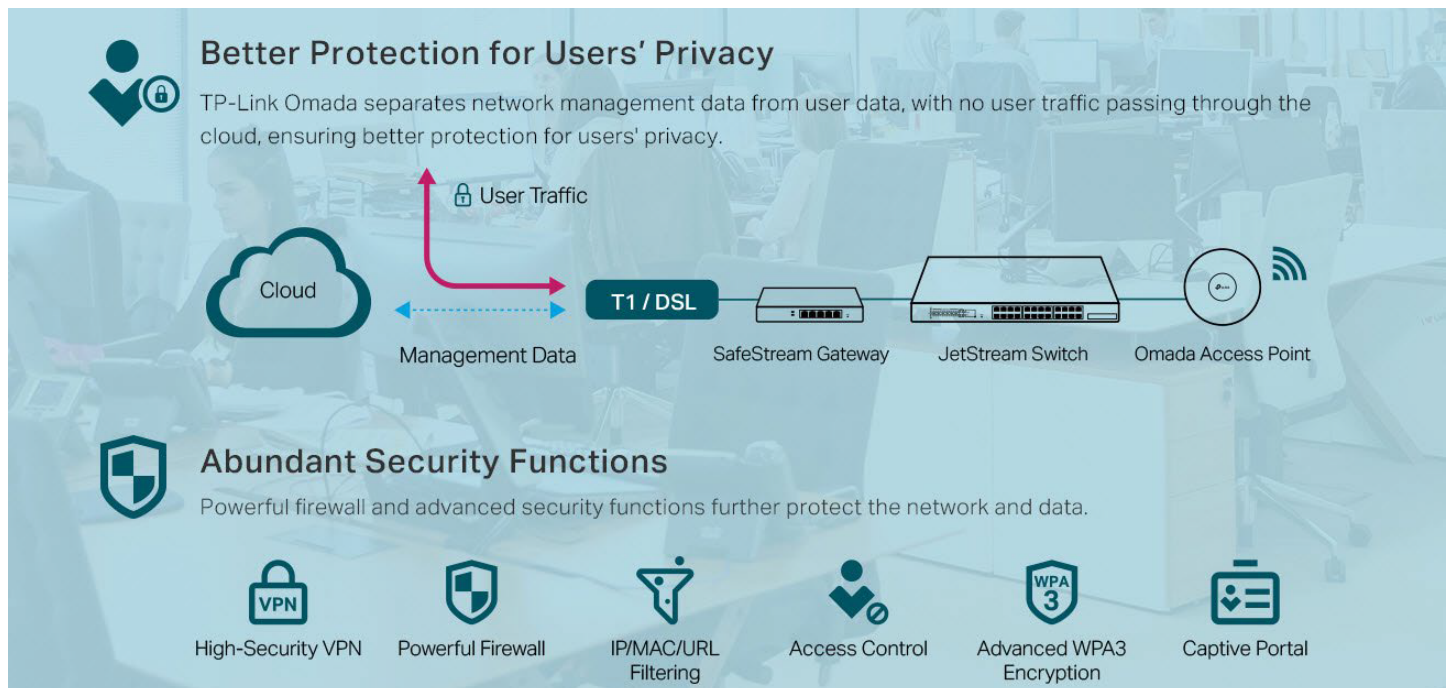 Better Protection for Users' Privacy
TP-Link Omada separates network management data from user data, with no user traffic passing through the
cloud, ensuring better protection for users' privacy.
User Traffic
Cloud
T1 / DSL
Management Data
SafeStream Gateway
JetStream Switch
Omada Access Point
Abundant Security Functions
Powerful firewall and advanced security functions further protect the network and data.
VPN
WPA
3
High-Security VPN
Powerful Firewall
IP/MAC/URL
Filtering
Access Control
Advanced WPA3
Encryption
Captive Portal